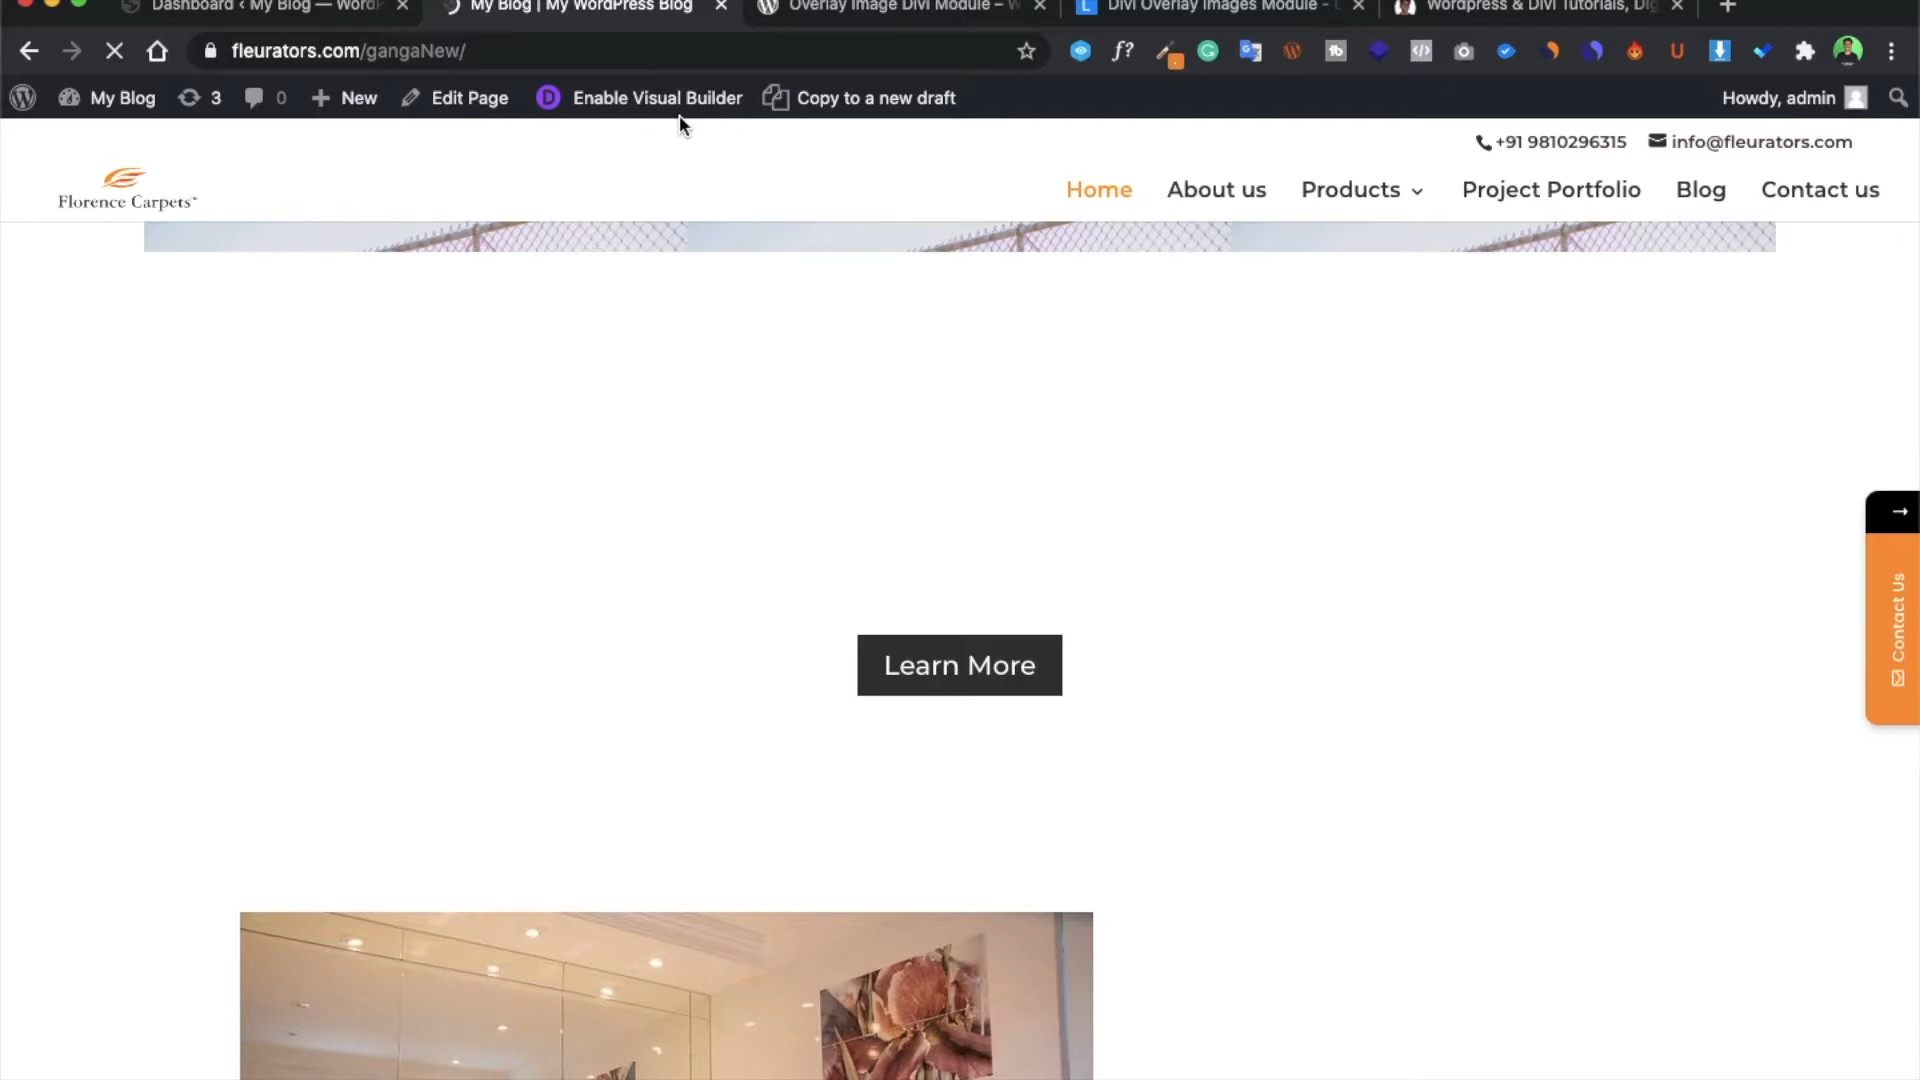 Dashboard ‹ My Blog — WordP
My Blog | My WordPress Blog
Overlay Image Divi Module – W
Divi Overlay Images Module -
Wordpress & Divi Tutorials, Dig
fleurators.com/gangaNew/
My Blog
3
0
New
Edit Page
Enable Visual Builder
Copy to a new draft
Howdy, admin
+91 9810296315
info@fleurators.com
Florence Carpets
Home
About us
Products
Project Portfolio
Blog
Contact us
Learn More
Contact Us